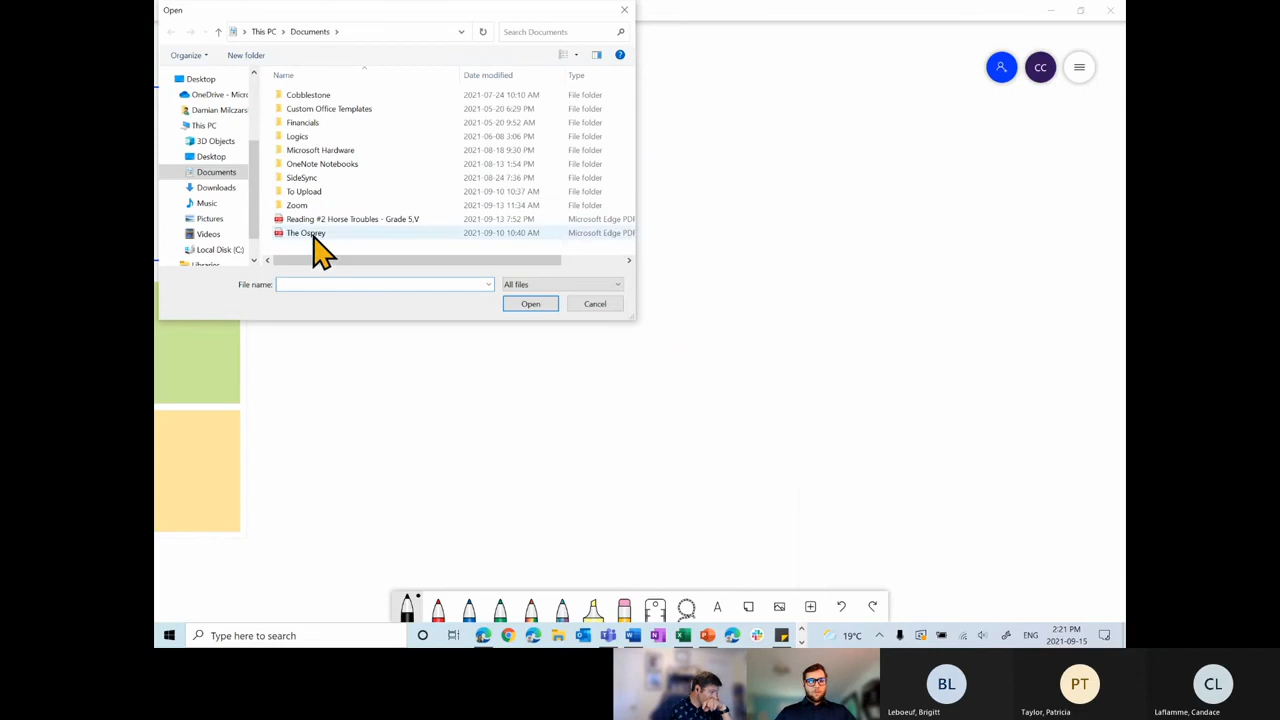 Open
This PC > Documents >
Search Documents
Organize
New folder
Name
Date modified
Type
Desktop
OneDrive - Micro
Damian Milczars
This PC
3D Objects
Desktop
Documents
Downloads
Music
Pictures
Videos
Local Disk (C:)
Libraries
Cobblestone 2021-07-24 10:10 AM File folder
Custom Office Templates 2021-05-20 6:29 PM File folder
Financials 2021-05-20 9:52 AM File folder
Logics 2021-06-08 3:06 PM File folder
Microsoft Hardware 2021-08-18 9:30 PM File folder
OneNote Notebooks 2021-08-13 1:54 PM File folder
SideSync 2021-08-24 7:36 PM File folder
To Upload 2021-09-10 10:37 AM File folder
Zoom 2021-09-13 11:34 AM File folder
Reading #2 Horse Troubles - Grade 5,V 2021-09-13 7:52 PM Microsoft Edge PDF
The Osprey 2021-09-10 10:40 AM Microsoft Edge PDF
File name:
All files
Open
Cancel
CC
A
Type here to search
19°C
ENG
2:21 PM
2021-09-15
BL
Leboeuf, Brigitt
PT
Taylor, Patricia
CL
Laflamme, Candace